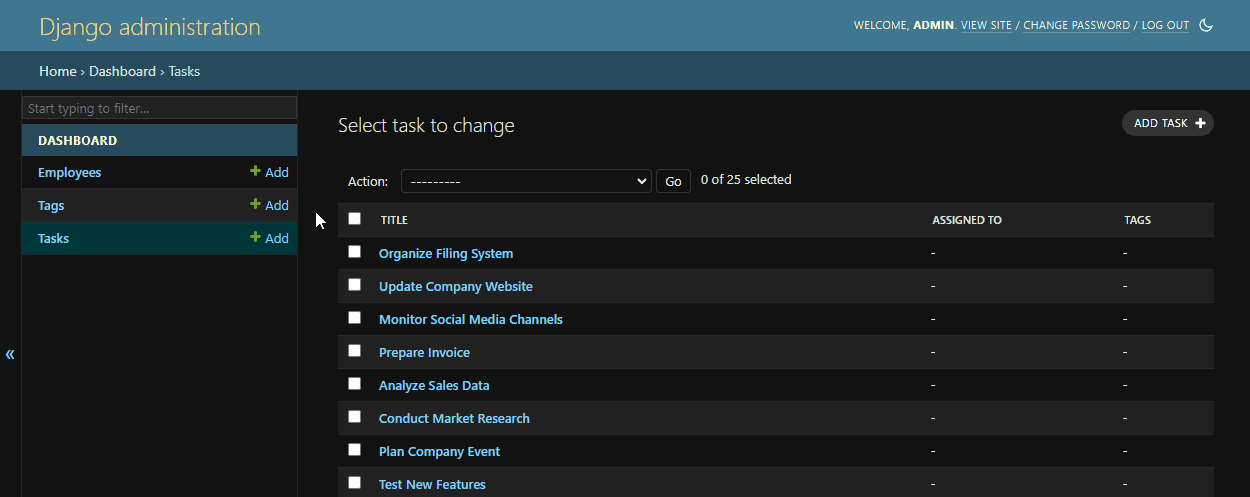 Django administration
WELCOME, ADMIN. VIEW SITE / CHANGE PASSWORD / LOG OUT
Home › Dashboard › Tasks
Start typing to filter...
DASHBOARD
Employees + Add
Tags + Add
Tasks + Add
«
Select task to change
ADD TASK +
Action: --------- Go 0 of 25 selected
TITLE ASSIGNED TO TAGS
Organize Filing System - -
Update Company Website - -
Monitor Social Media Channels - -
Prepare Invoice - -
Analyze Sales Data - -
Conduct Market Research - -
Plan Company Event - -
Test New Features - -